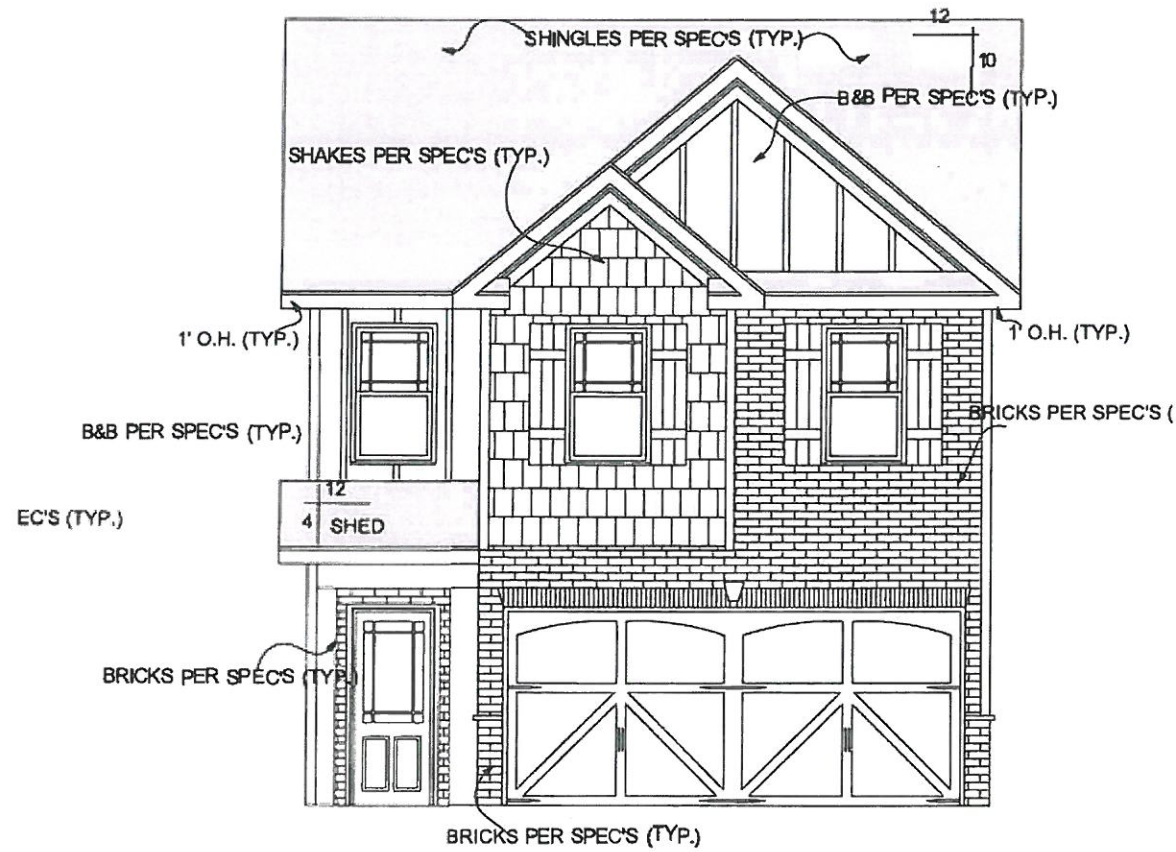 12
SHINGLES PER SPEC'S (TYP.)
10
B&B PER SPEC'S (TYP.)
SHAKES PER SPEC'S (TYP.)
1' O.H. (TYP.)
1' O.H. (TYP.)
BRICKS PER SPEC'S (
B&B PER SPEC'S (TYP.)
12
EC'S (TYP.)
4 SHED
BRICKS PER SPEC'S (TYP.)
BRICKS PER SPEC'S (TYP.)